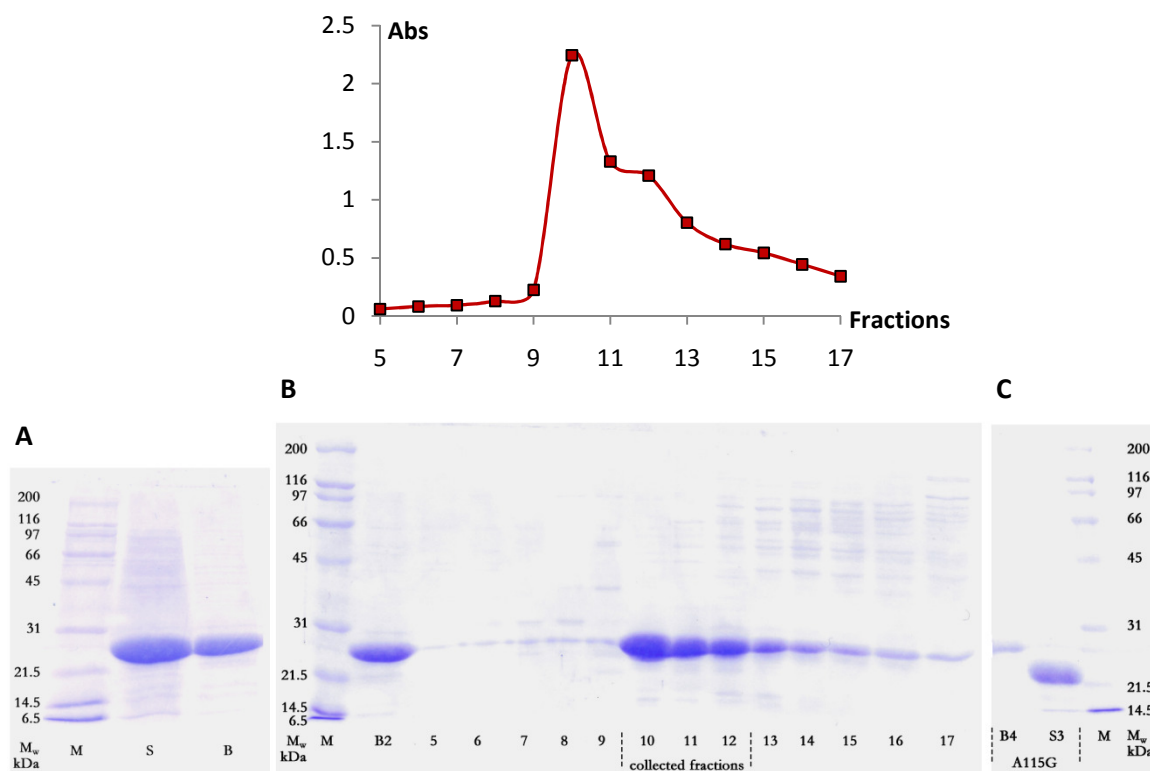 Abs
2.5
2
1.5
1
0.5
0
5 7 9 11 13 15 17
Fractions
A
200
116
97
66
45
31
21.5
14.5
6.5
Mw
kDa
M S B
B
200
116
97
66
45
31
21.5
14.5
6.5
Mw
kDa
M B2 5 6 7 8 9 10 11 12 13 14 15 16 17
collected fractions
C
200
116
97
66
45
31
21.5
14.5
B4 S3 M
Mw
kDa
A115G